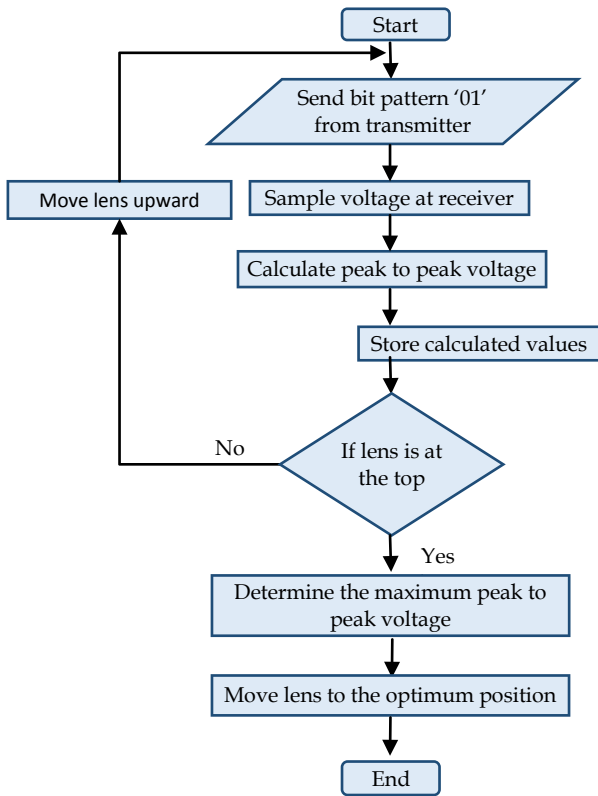 Start
Send bit pattern ‘01’
from transmitter
Move lens upward
Sample voltage at receiver
Calculate peak to peak voltage
Store calculated values
If lens is at
the top
No
Yes
Determine the maximum peak to
peak voltage
Move lens to the optimum position
End